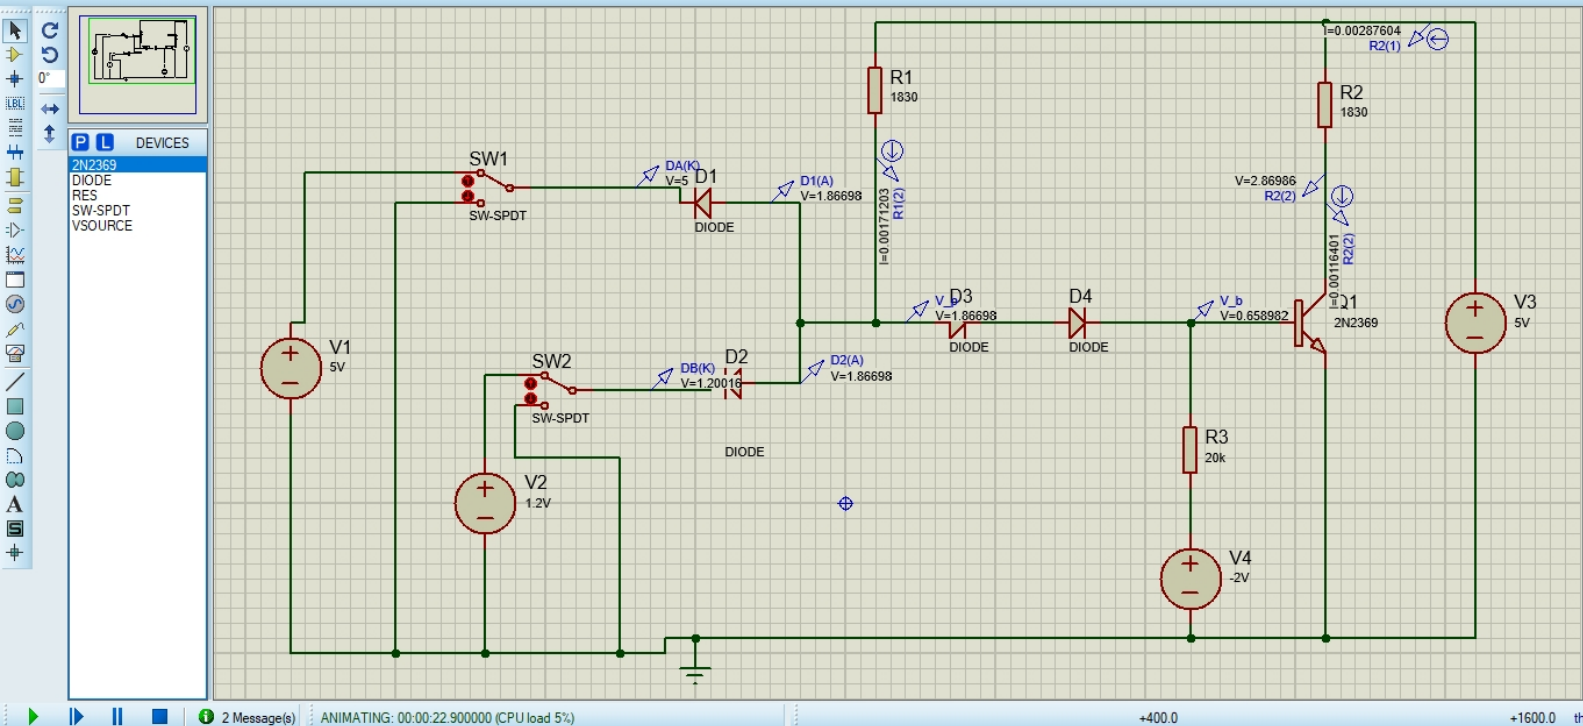 0°
LBL
A
S
P L DEVICES
2N2369
DIODE
RES
SW-SPDT
VSOURCE
I=0.00287604
R2(1)
R1
1830
R2
1830
SW1
SW-SPDT
DA(K)
V=5
D1
DIODE
D1(A)
V=1.86698
I=0.00171203
R1(2)
V=2.86986
R2(2)
I=0.00116401
R2(2)
V1
5V
D3
V=1.86698
DIODE
D4
DIODE
V_b
V=0.658982
Q1
2N2369
V3
5V
SW2
SW-SPDT
DB(K)
V=1.20016
D2
DIODE
D2(A)
V=1.86698
V2
1.2V
R3
20k
V4
-2V
2 Message(s)
ANIMATING: 00:00:22.900000 (CPU load 5%)
+400.0
+1600.0
th